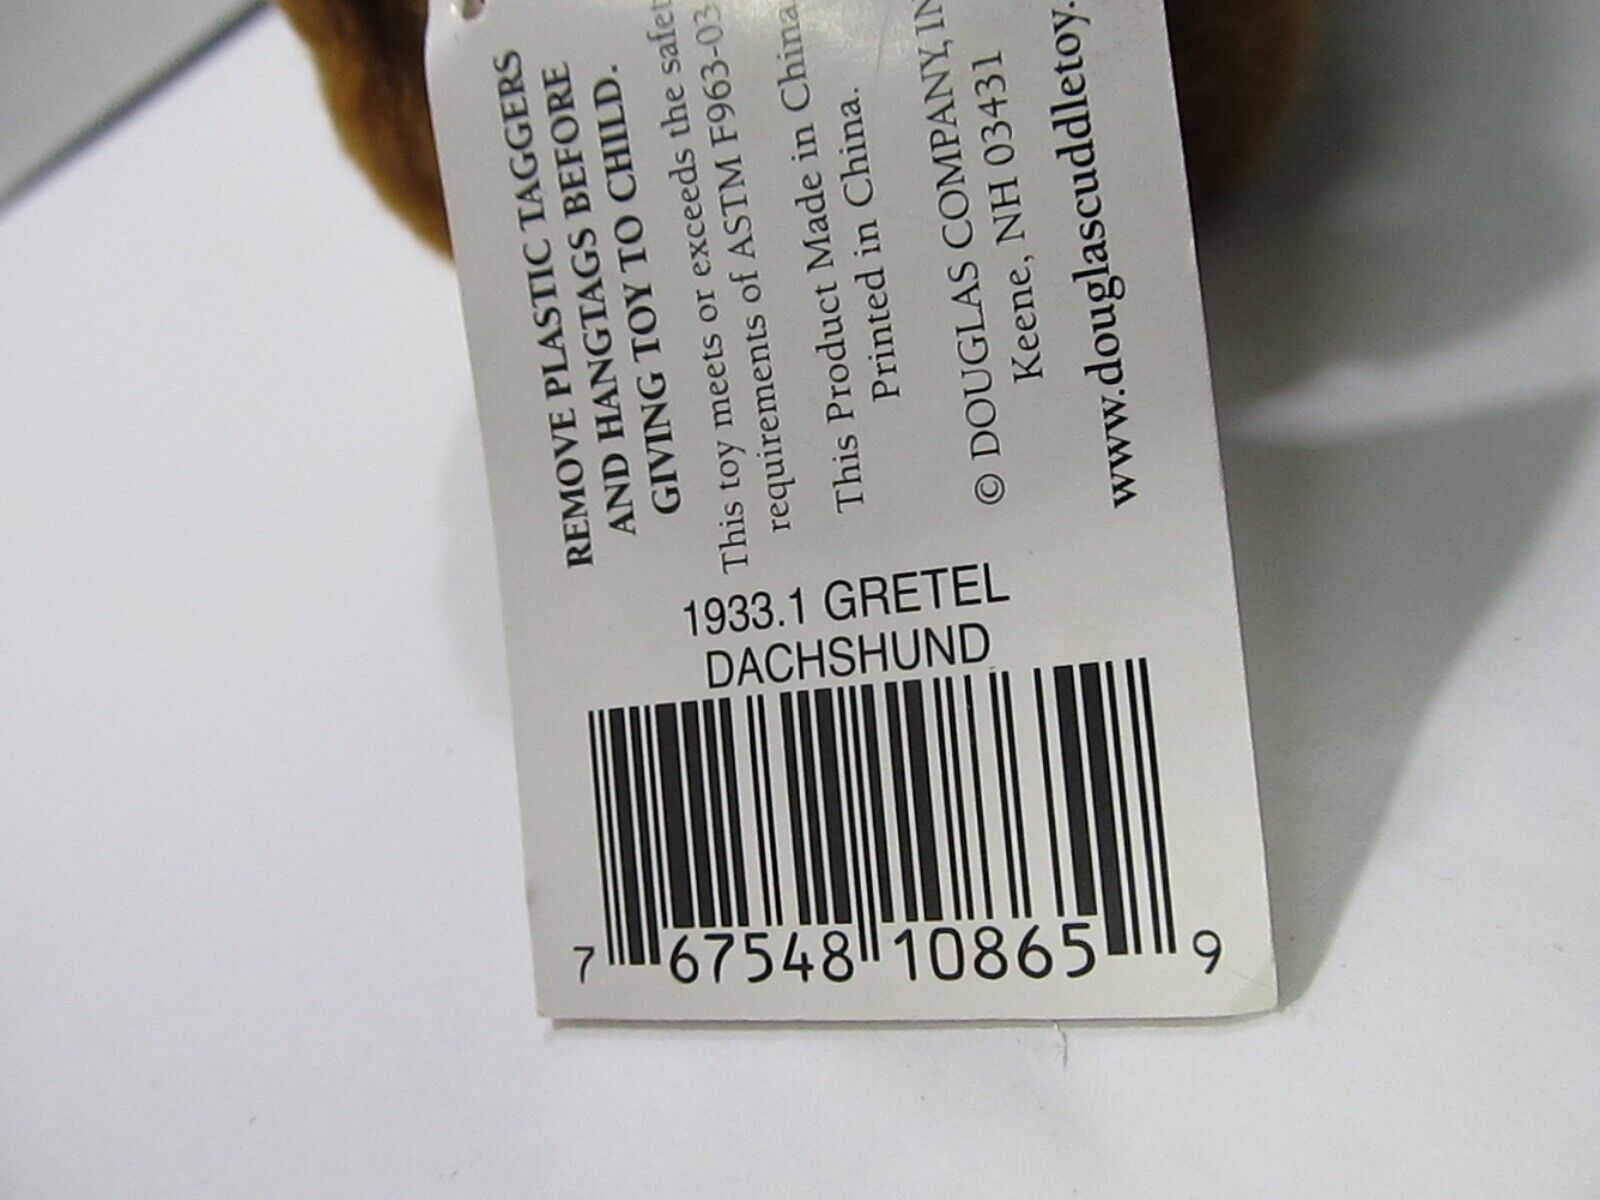 REMOVE PLASTIC TAGGERS
AND HANGTAGS BEFORE
GIVING TOY TO CHILD.
This toy meets or exceeds the safet
requirements of ASTM F963-03
This Product Made in China
Printed in China.
© DOUGLAS COMPANY, IN
Keene, NH 03431
www.douglascuddletoy.
1933.1 GRETEL
DACHSHUND
7 67548 10865 9